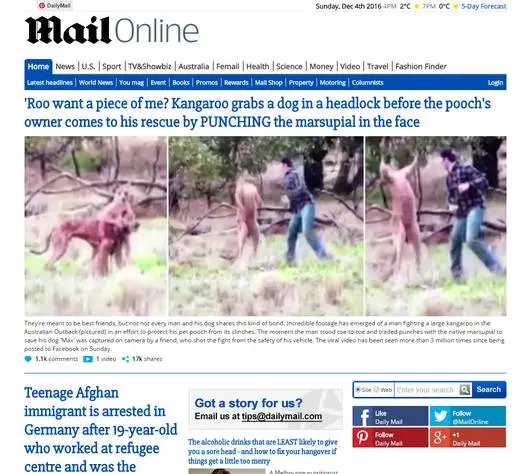 DailyMail
Sunday, Dec 4th 2016 4PM 2°C 7PM 0°C 5-Day Forecast
Mail Online
Home News U.S. Sport TV&Showbiz Australia Femail Health Science Money Video Travel Fashion Finder
Latest headlines World News You mag Event Books Promos Rewards Mail Shop Property Motoring Columnists Login
'Roo want a piece of me? Kangaroo grabs a dog in a headlock before the pooch's
owner comes to his rescue by PUNCHING the marsupial in the face
They're meant to be best friends, but not not every man and his dog shares this kind of bond. Incredible footage has emerged of a man fighting a large kangaroo in the
Australian Outback (pictured) in an effort to protect his pet pooch from its clinches. The moment the man stood toe-to-toe and traded punches with the native marsupial to
save his dog 'Max' was captured on camera by a friend, who shot the fight from the safety of his vehicle. The viral video has been seen more than 3 million times since being
posted to Facebook on Sunday.
1.1k comments 1 video 17k shares
Teenage Afghan
immigrant is arrested in
Germany after 19-year-old
who worked at refugee
centre and was the
Got a story for us?
Email us at tips@dailymail.com
The alcoholic drinks that are LEAST likely to
give you a sore head - and how to fix your hangover if
things get a little too merry
A Melbourne nutritionist
Site Web Enter your search Search
Like
Daily Mail
Follow
@MailOnline
Follow
Daily Mail
+1
Daily Mail